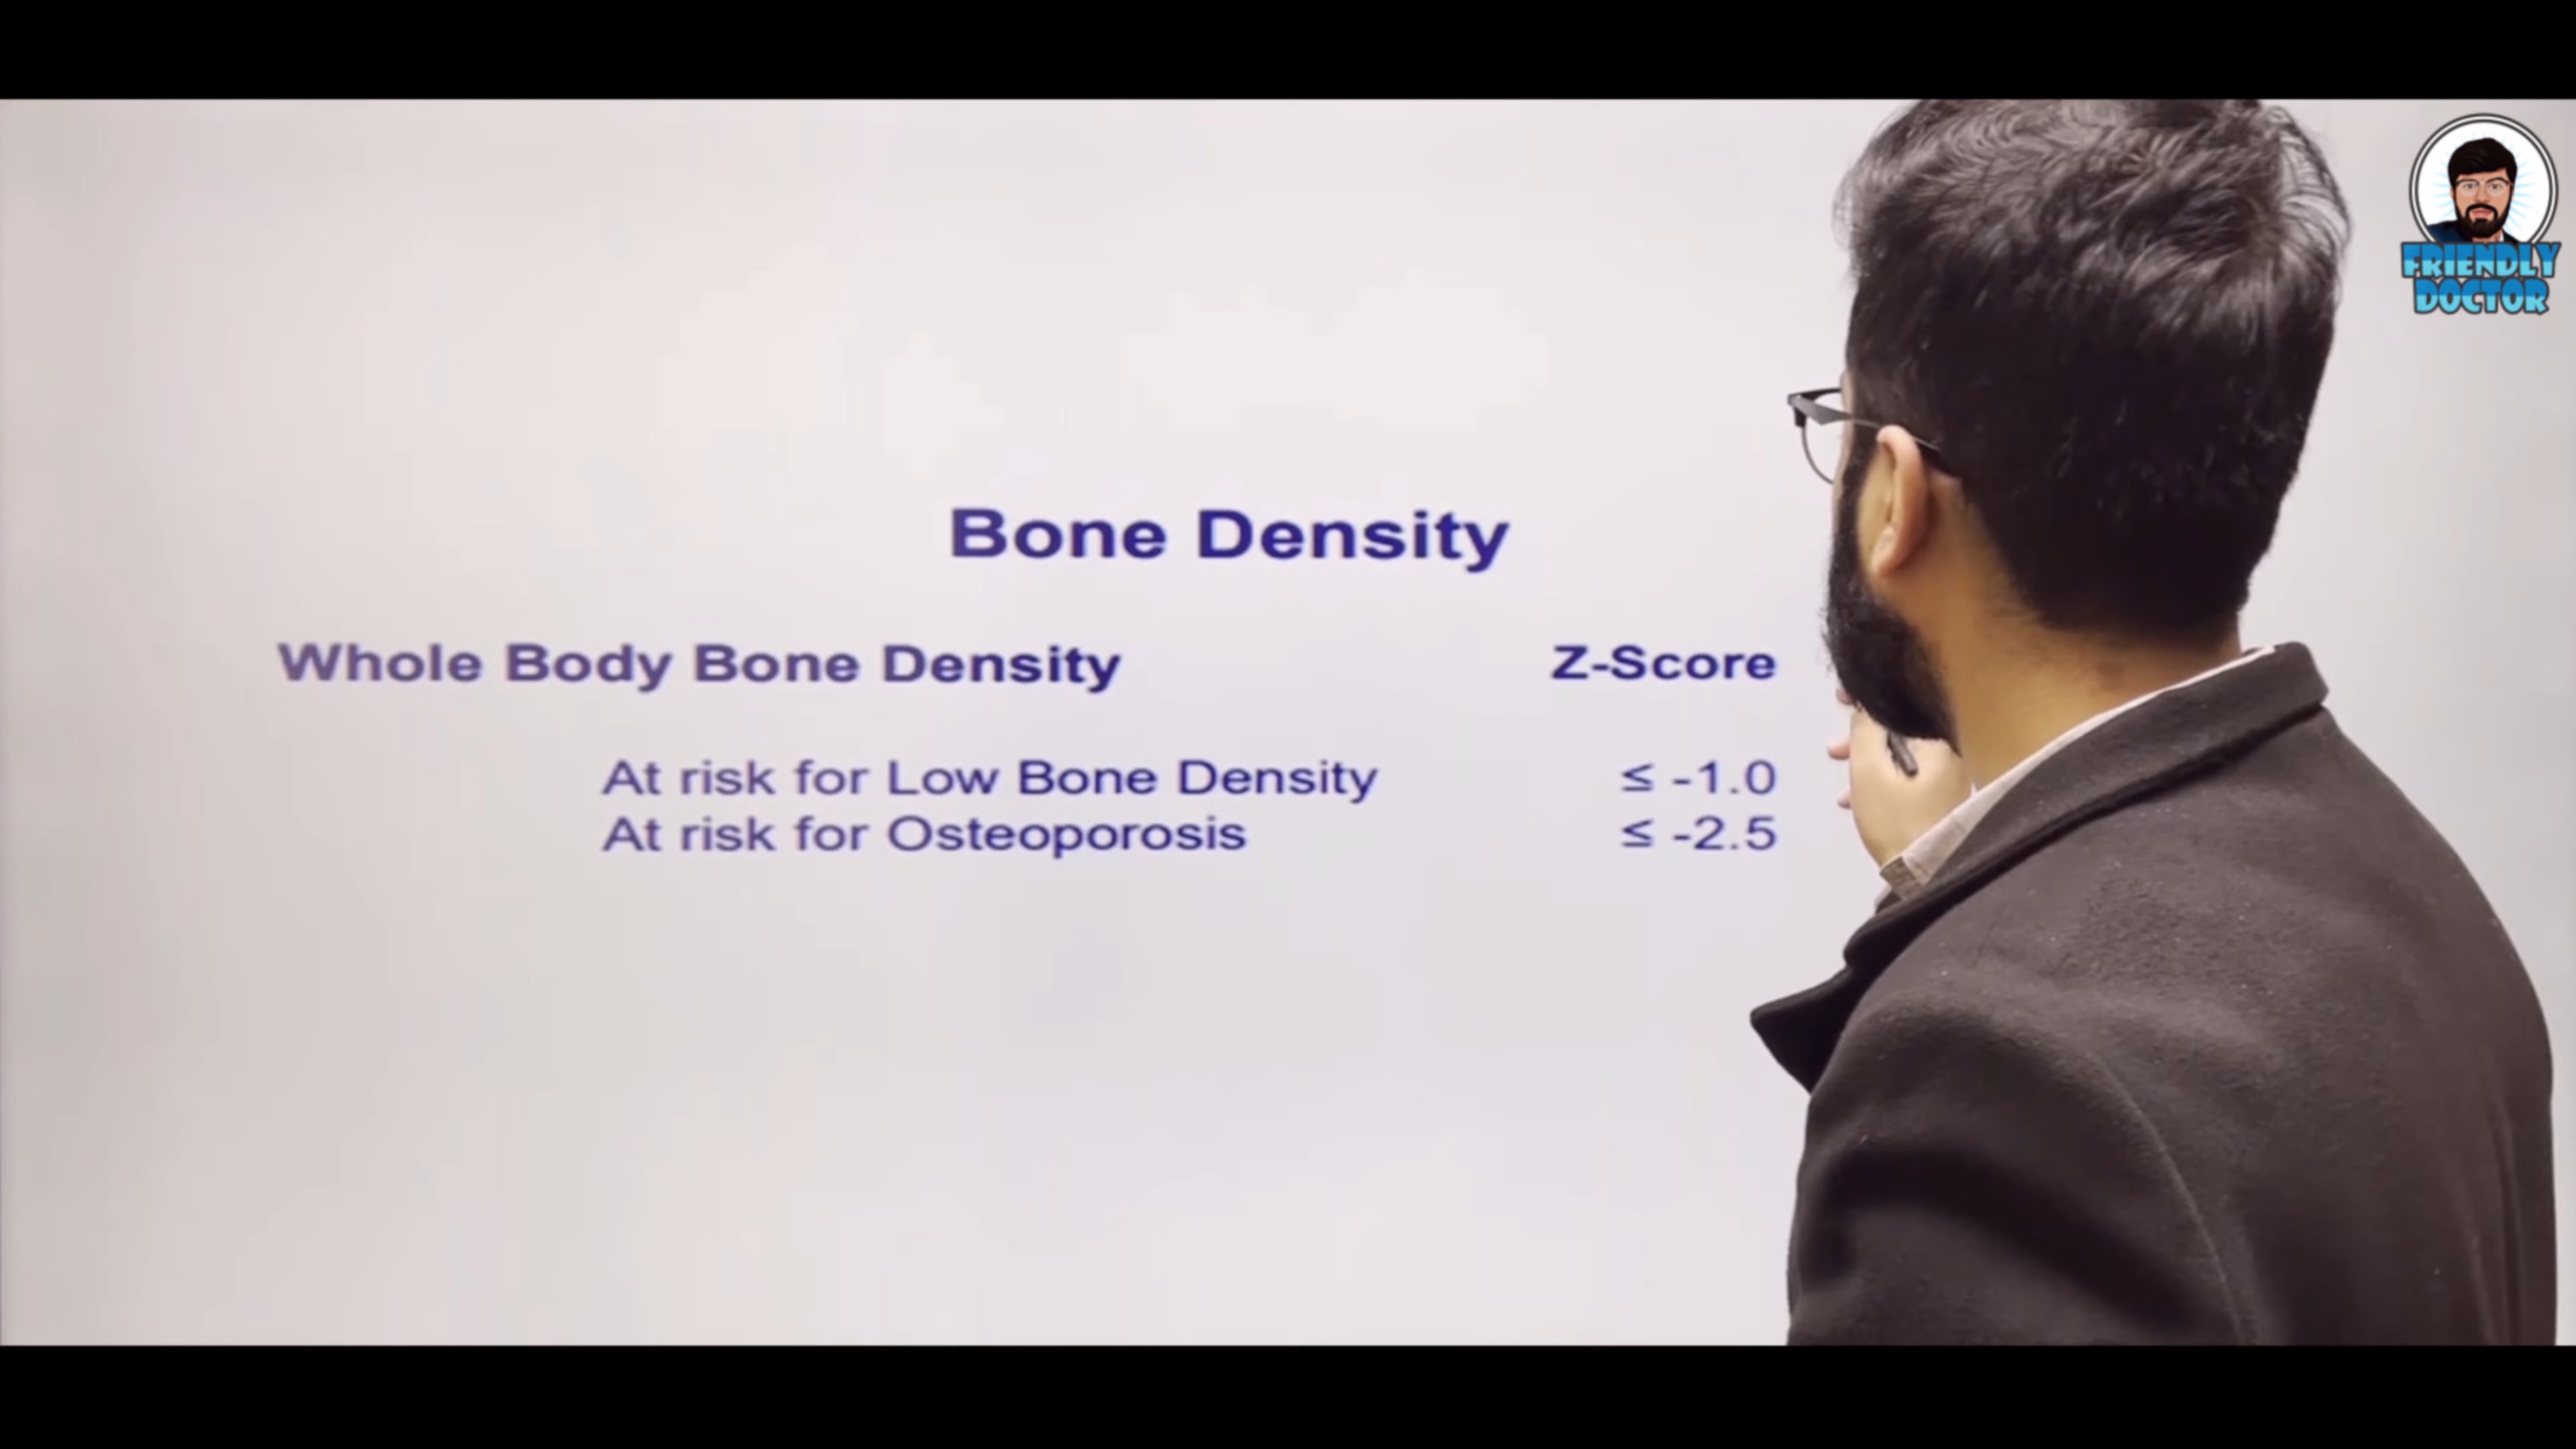 FRIENDLY
DOCTOR
Bone Density
Whole Body Bone Density Z-Score
At risk for Low Bone Density ≤ -1.0
At risk for Osteoporosis ≤ -2.5